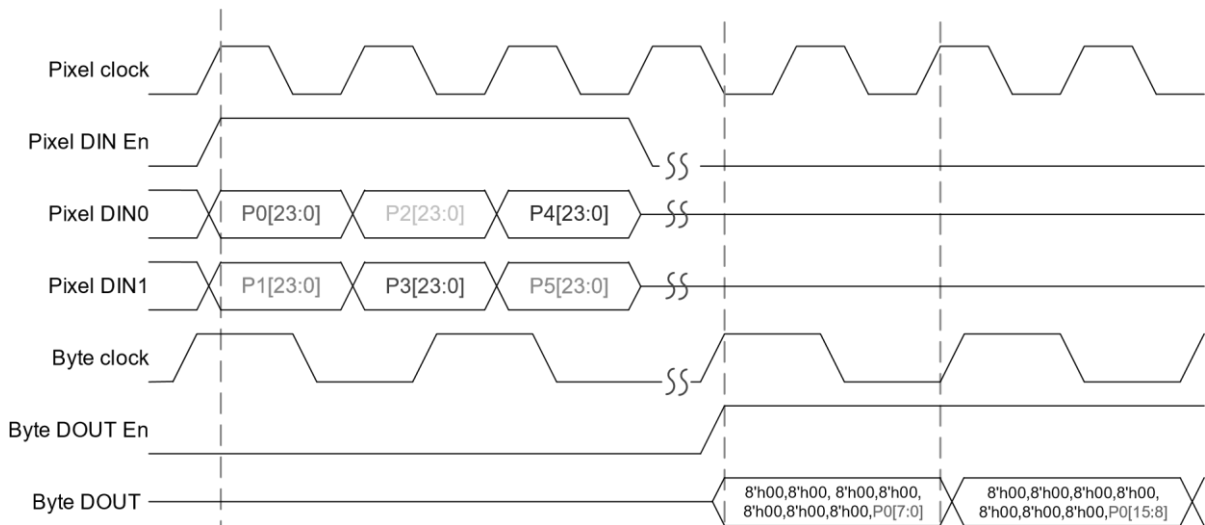 Pixel clock
Pixel DIN En
Pixel DIN0
P0[23:0]
P2[23:0]
P4[23:0]
Pixel DIN1
P1[23:0]
P3[23:0]
P5[23:0]
Byte clock
Byte DOUT En
Byte DOUT
8'h00,8'h00, 8'h00,8'h00,
8'h00,8'h00,8'h00,P0[7:0]
8'h00,8'h00,8'h00,8'h00,
8'h00,8'h00,8'h00,P0[15:8]